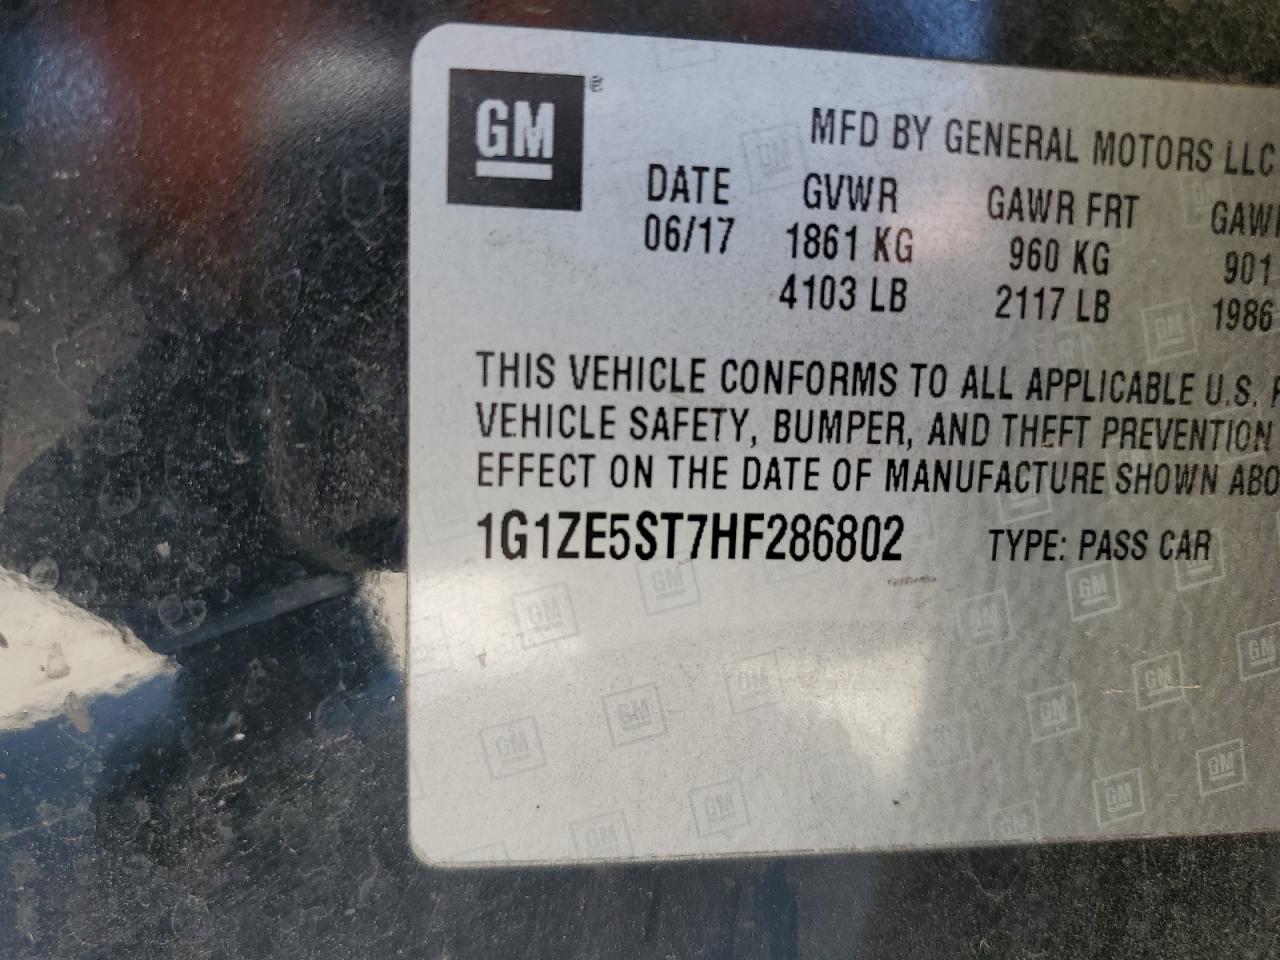 GM ®
MFD BY GENERAL MOTORS LLC
DATE GVWR GAWR FRT
06/17 1861 KG 960 KG 901
4103 LB 2117 LB 1986
THIS VEHICLE CONFORMS TO ALL APPLICABLE U.S.
VEHICLE SAFETY, BUMPER, AND THEFT PREVENTION
EFFECT ON THE DATE OF MANUFACTURE SHOWN
1G1ZE5ST7HF286802 TYPE: PASS CAR